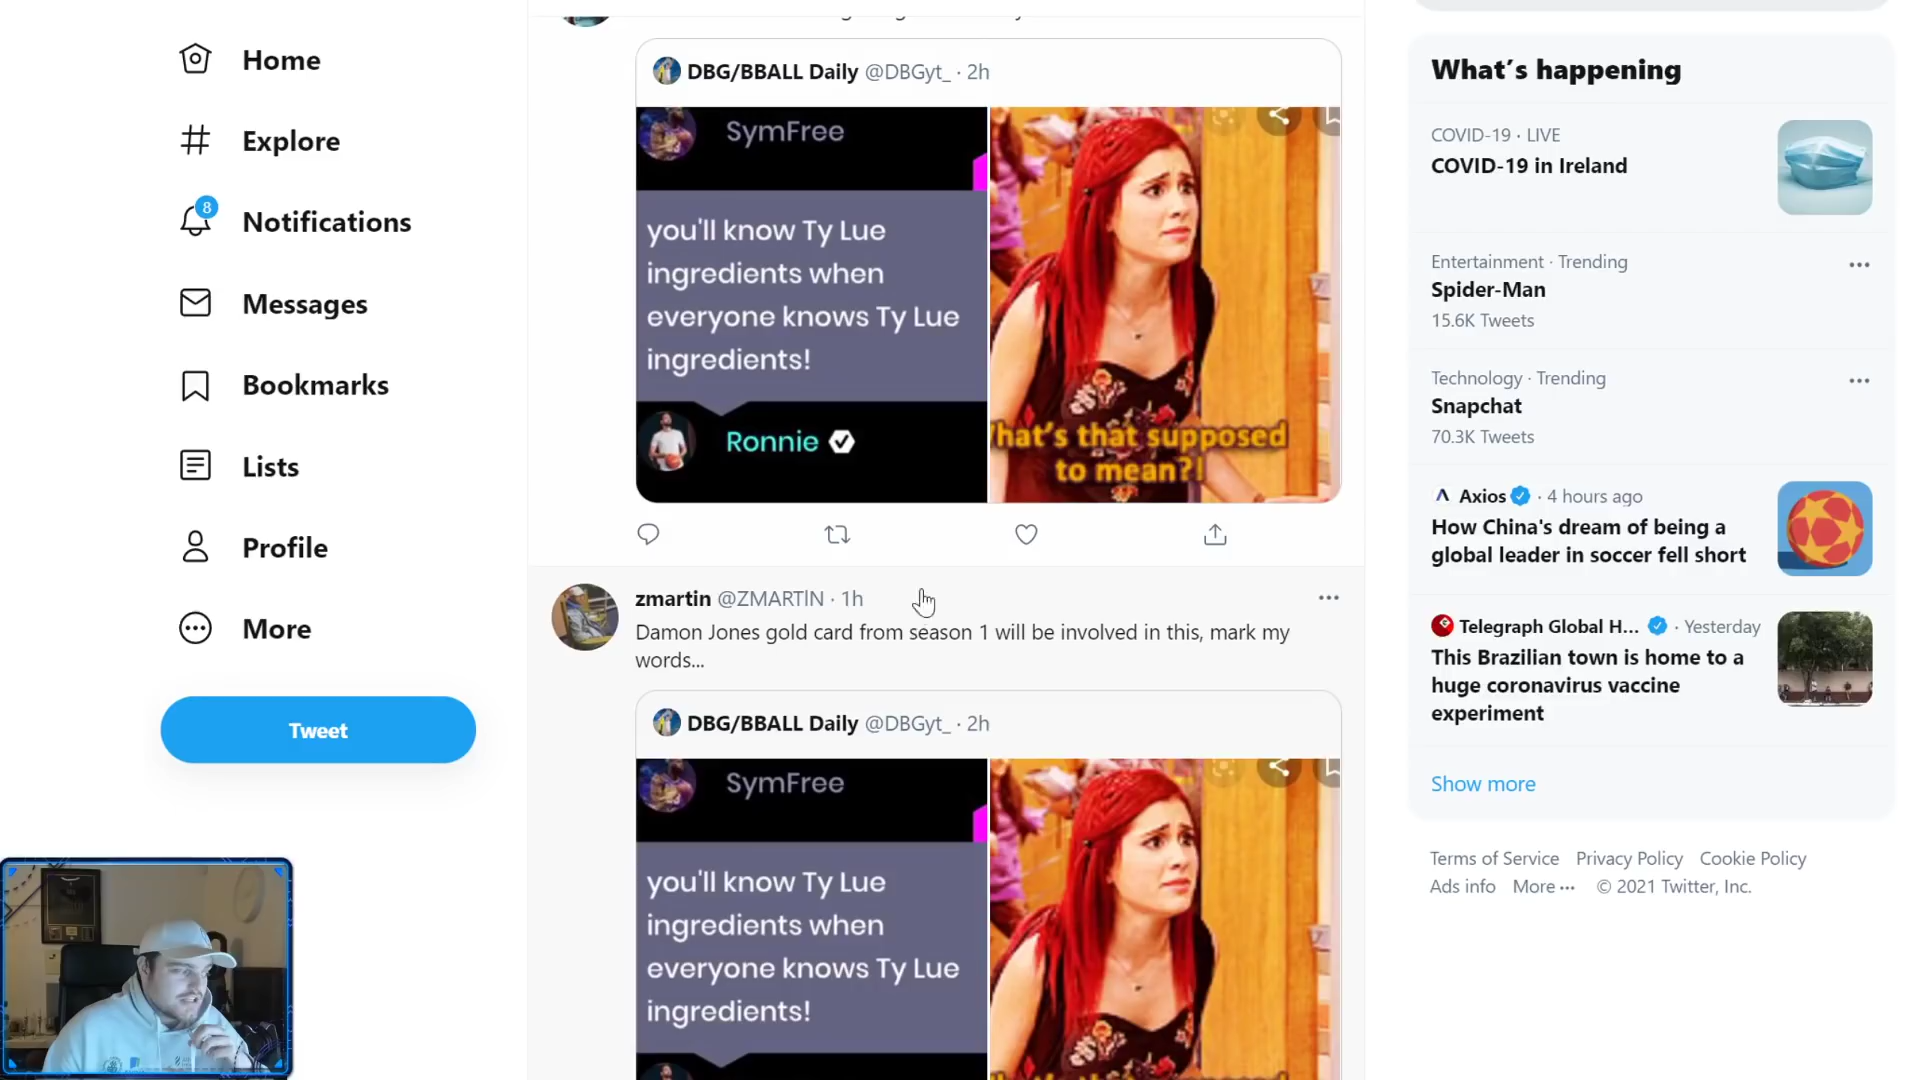 Home
Explore
8
Notifications
Messages
Bookmarks
Lists
Profile
More
Tweet
DBG/BBALL Daily @DBGyt_ · 2h
SymFree
you'll know Ty Lue
ingredients when
everyone knows Ty Lue
ingredients!
Ronnie
hat's that supposed
to mean?!
zmartin @ZMARTlN · 1h
Damon Jones gold card from season 1 will be involved in this, mark my
words...
DBG/BBALL Daily @DBGyt_ · 2h
SymFree
you'll know Ty Lue
ingredients when
everyone knows Ty Lue
ingredients!
What's happening
COVID-19 · LIVE
COVID-19 in Ireland
Entertainment · Trending
Spider-Man
15.6K Tweets
Technology · Trending
Snapchat
70.3K Tweets
Axios · 4 hours ago
How China's dream of being a
global leader in soccer fell short
Telegraph Global H... · Yesterday
This Brazilian town is home to a
huge coronavirus vaccine
experiment
Show more
Terms of Service Privacy Policy Cookie Policy
Ads info More ··· © 2021 Twitter, Inc.